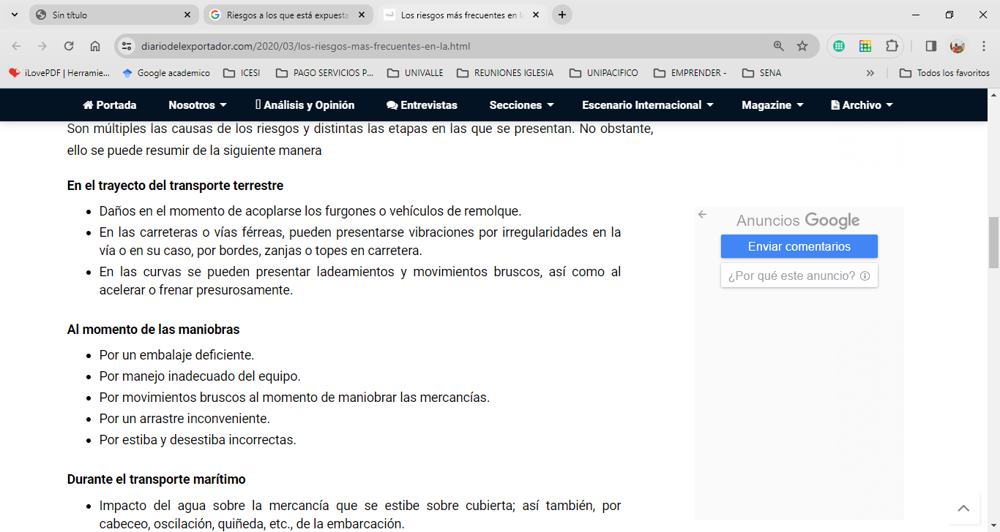 Sin título
Riesgos a los que está expuesta
Los riesgos más frecuentes en l
diariodelexportador.com/2020/03/los-riesgos-mas-frecuentes-en-la.html
iLovePDF | Herramie...
Google academico
ICESI
PAGO SERVICIOS P...
UNIVALLE
REUNIONES IGLESIA
UNIPACIFICO
EMPRENDER -
SENA
Todos los favoritos
Portada
Nosotros
Análisis y Opinión
Entrevistas
Secciones
Escenario Internacional
Magazine
Archivo
Son múltiples las causas de los riesgos y distintas las etapas en las que se presentan. No obstante,
ello se puede resumir de la siguiente manera
En el trayecto del transporte terrestre
Daños en el momento de acoplarse los furgones o vehículos de remolque.
En las carreteras o vías férreas, pueden presentarse vibraciones por irregularidades en la
vía o en su caso, por bordes, zanjas o topes en carretera.
En las curvas se pueden presentar ladeamientos y movimientos bruscos, así como al
acelerar o frenar presurosamente.
Al momento de las maniobras
Por un embalaje deficiente.
Por manejo inadecuado del equipo.
Por movimientos bruscos al momento de maniobrar las mercancías.
Por un arrastre inconveniente.
Por estiba y desestiba incorrectas.
Durante el transporte marítimo
Impacto del agua sobre la mercancía que se estibe sobre cubierta; así también, por
cabeceo, oscilación, quiñeda, etc., de la embarcación.
Anuncios Google
Enviar comentarios
¿Por qué este anuncio?